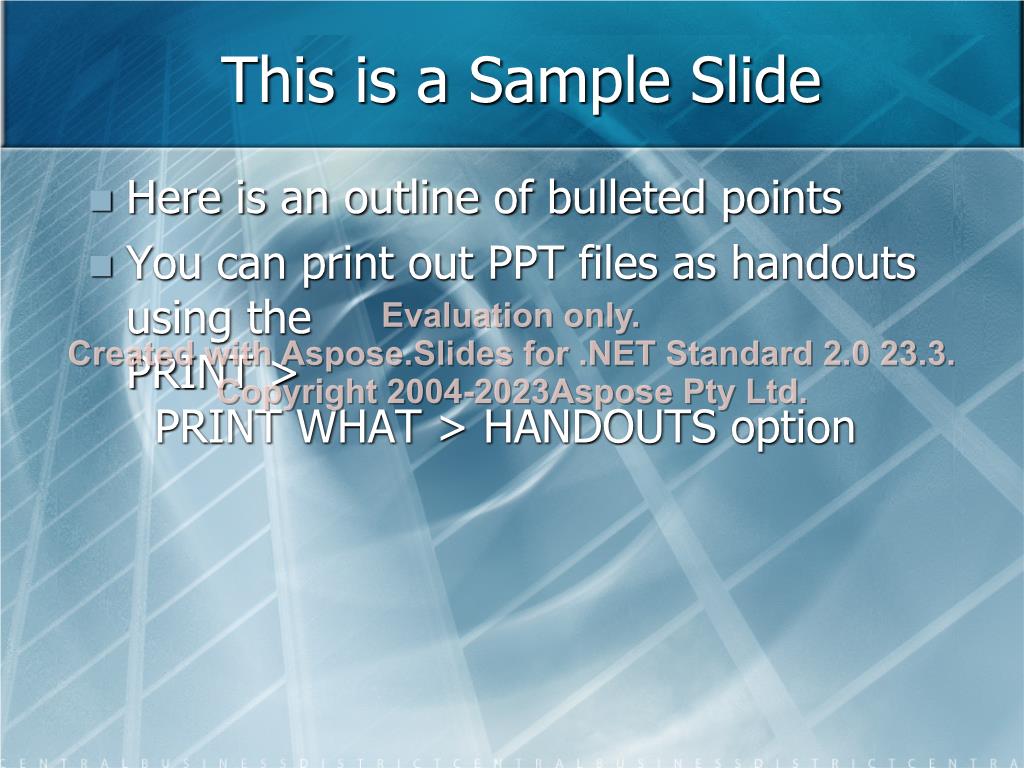 This is a Sample Slide
Here is an outline of bulleted points
You can print out PPT files as handouts
using the
Evaluation only.
Created with Aspose.Slides for .NET Standard 2.0 23.3.
PRINT >
Copyright 2004-2023Aspose Pty Ltd.
PRINT WHAT > HANDOUTS option
CENTRALBUSINESSDISTRICTCENTRALBUSINESSDISTRICTCENTRA